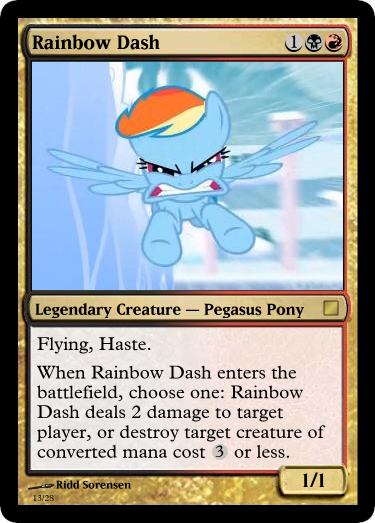 Rainbow Dash 1
Legendary Creature — Pegasus Pony
Flying, Haste.
When Rainbow Dash enters the
battlefield, choose one: Rainbow
Dash deals 2 damage to target
player, or destroy target creature of
converted mana cost 3 or less.
1/1
Ridd Sorensen
13/28